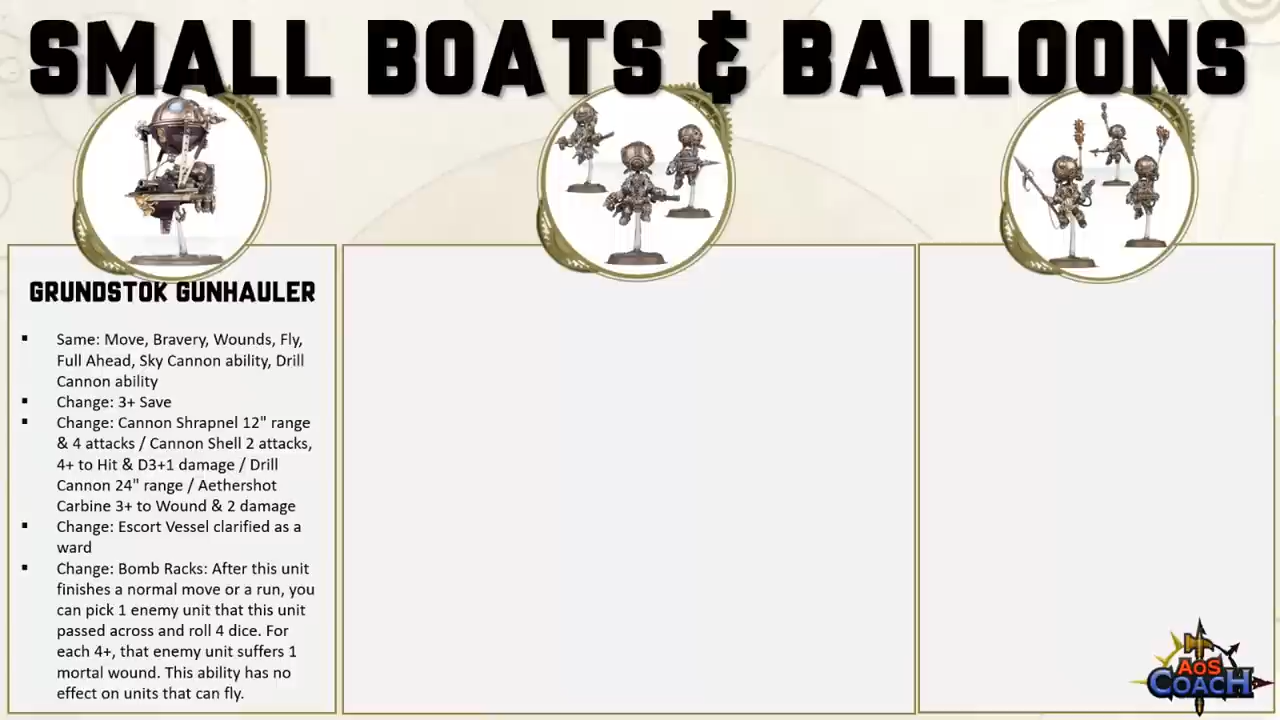 SMALL BOATS & BALLOONS
GRUNDSTOK GUNHAULER
▪ Same: Move, Bravery, Wounds, Fly,
Full Ahead, Sky Cannon ability, Drill
Cannon ability
▪ Change: 3+ Save
▪ Change: Cannon Shrapnel 12" range
& 4 attacks / Cannon Shell 2 attacks,
4+ to Hit & D3+1 damage / Drill
Cannon 24" range / Aethershot
Carbine 3+ to Wound & 2 damage
▪ Change: Escort Vessel clarified as a
ward
▪ Change: Bomb Racks: After this unit
finishes a normal move or a run, you
can pick 1 enemy unit that this unit
passed across and roll 4 dice. For
each 4+, that enemy unit suffers 1
mortal wound. This ability has no
effect on units that can fly.
AoS
COACH